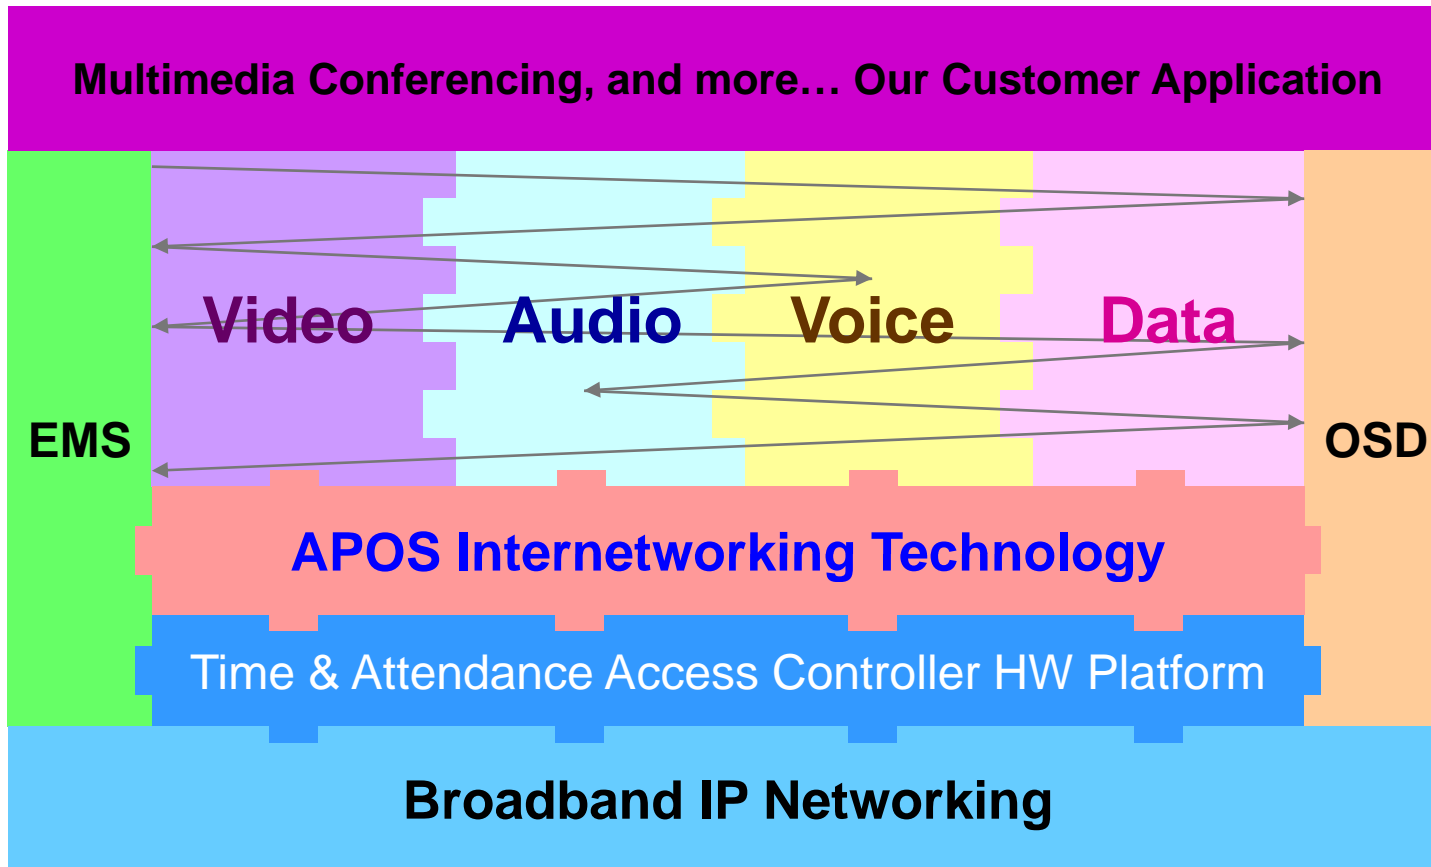 Multimedia Conferencing, and more… Our Customer Application
Video
Audio
Voice
Data
EMS
OSD
APOS Internetworking Technology
Time & Attendance Access Controller HW Platform
Broadband IP Networking